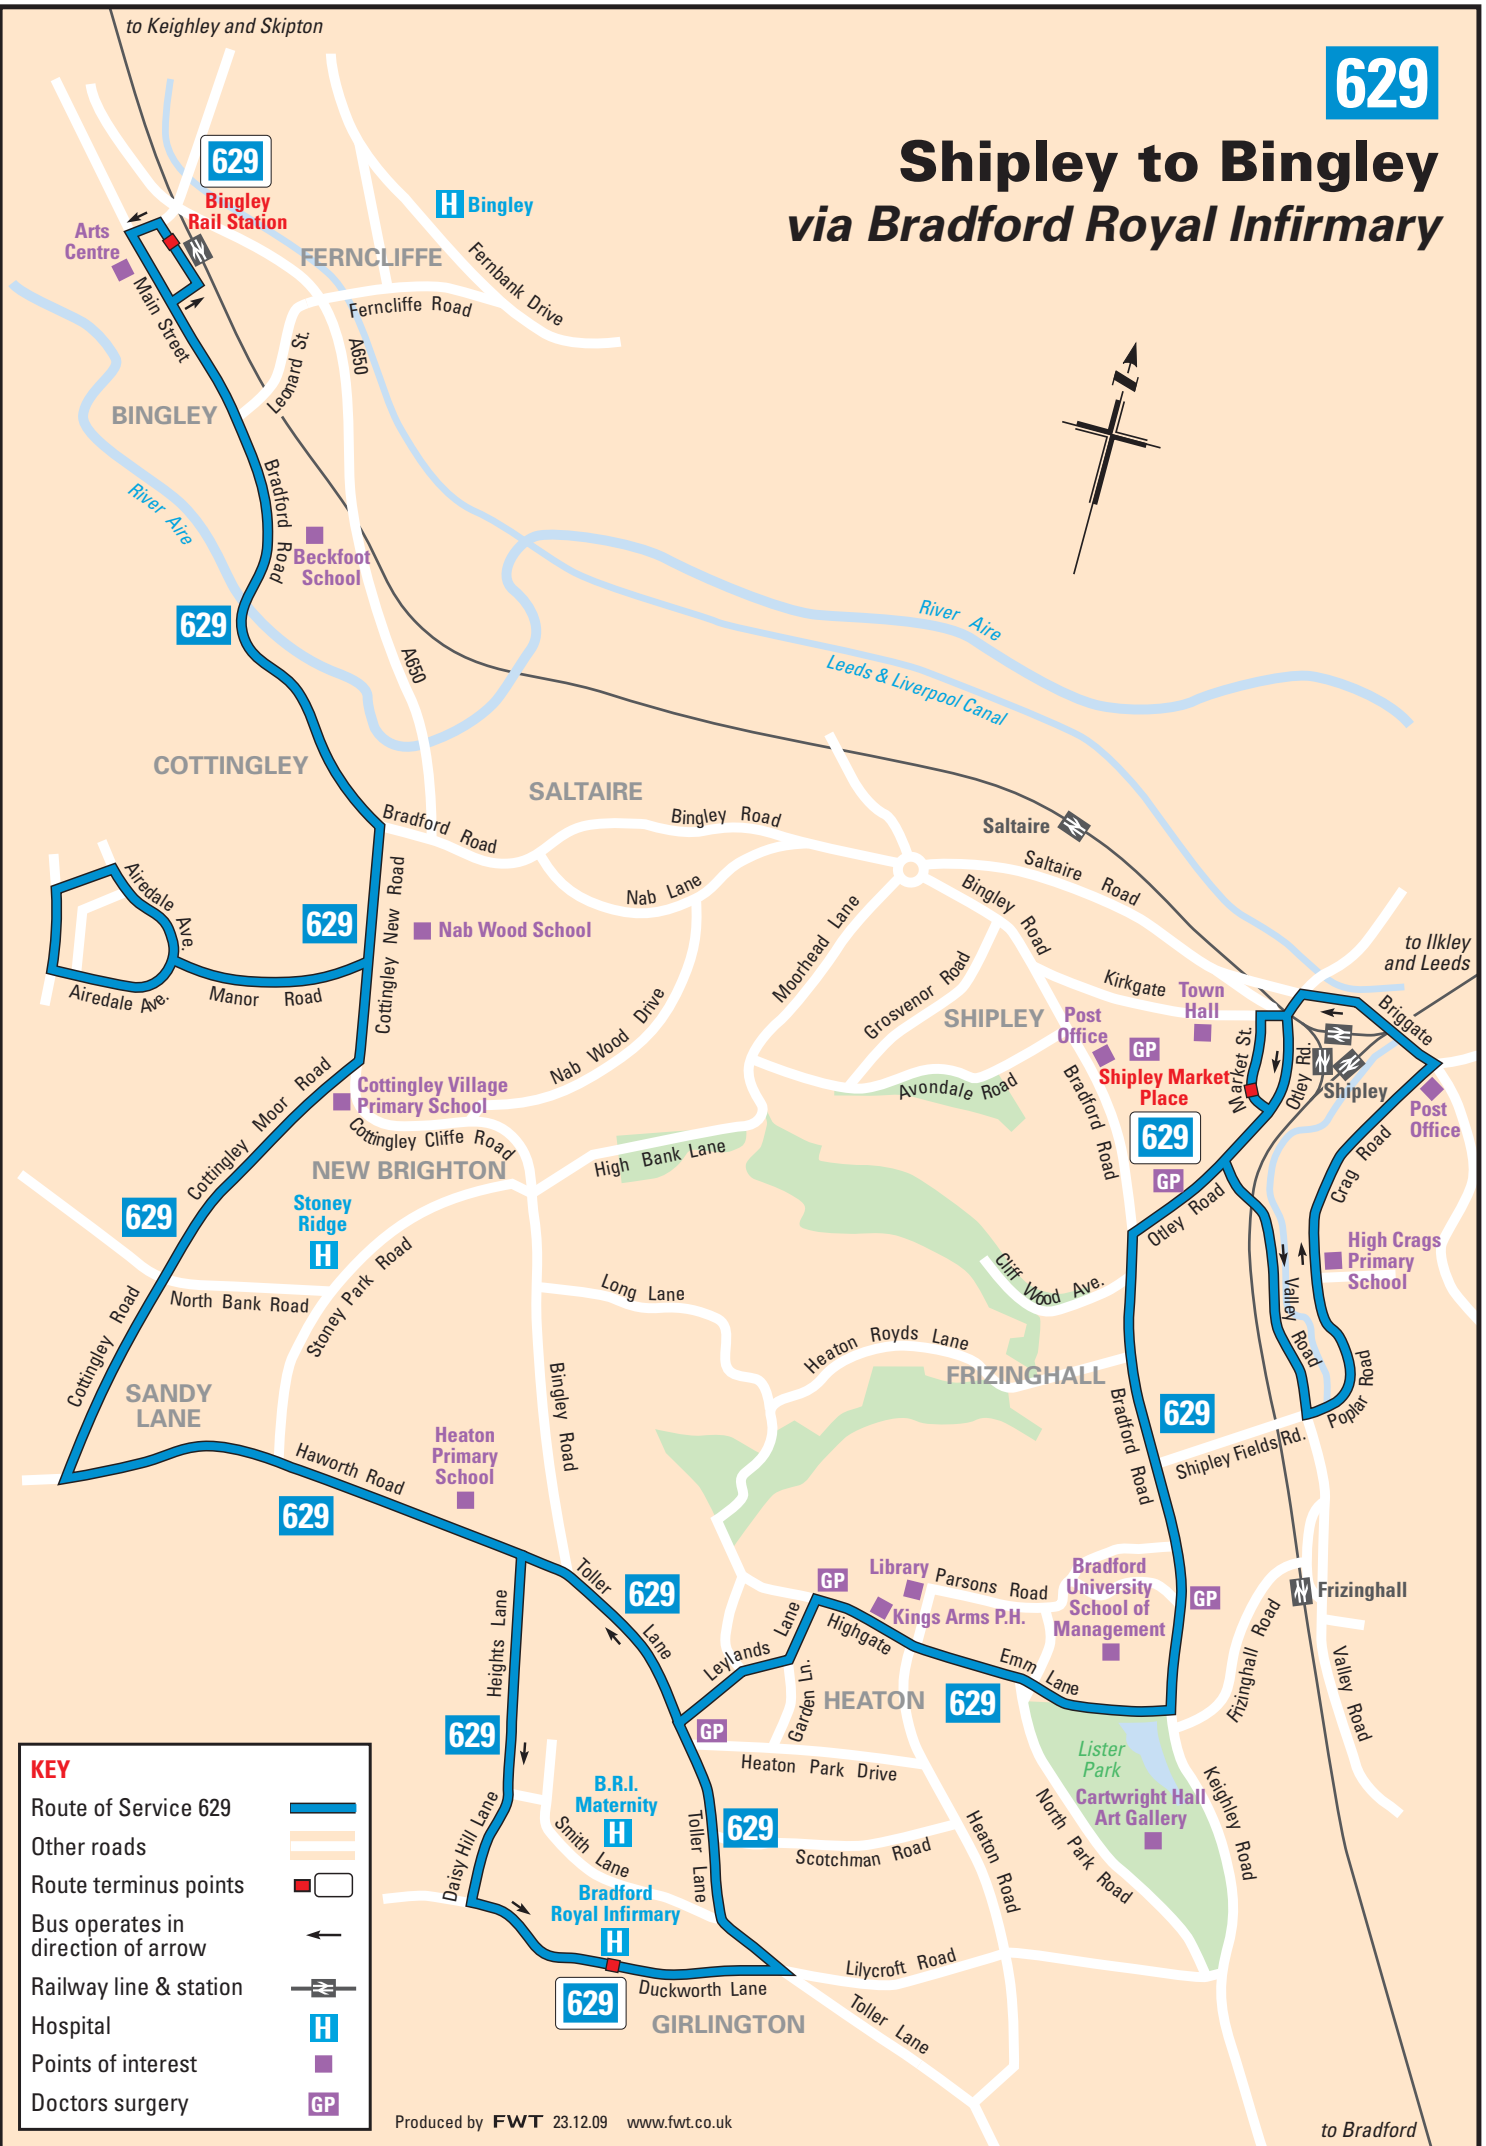 to Keighley and Skipton
629
Shipley to Bingley
via Bradford Royal Infirmary
629
Bingley
Rail Station
H Bingley
Arts
Centre
FERNCLIFFE
Fernbank Drive
Main Street
Ferncliffe Road
Leonard St.
A650
N
BINGLEY
Bradford Road
River Aire
Beckfoot
School
629
River Aire
A650
Leeds & Liverpool Canal
COTTINGLEY
SALTAIRE
Bradford Road
Bingley Road
Saltaire
Saltaire Road
Airedale Ave.
Cottingley New Road
Nab Lane
Bingley Road
Moorhead Lane
629
Nab Wood School
to Ilkley
and Leeds
Grosvenor Road
Kirkgate
Town
Hall
Airedale Ave.
Manor Road
Nab Wood Drive
SHIPLEY
Post
Office
GP
Briggate
Market St.
Otley Rd.
Shipley
Shipley Market
Place
629
Post
Office
Cottingley Moor Road
Cottingley Village
Primary School
Avondale Road
Bradford Road
Cottingley Cliffe Road
NEW BRIGHTON
High Bank Lane
GP
Crag Road
629
Stoney
Ridge
H
Otley Road
High Crags
Primary
School
Stoney Park Road
Cliff Wood Ave.
North Bank Road
Long Lane
Valley Road
Cottingley Road
Heaton Royds Lane
FRIZINGHALL
Poplar Road
SANDY
LANE
Bingley Road
Bradford Road
629
Shipley Fields Rd.
Heaton
Primary
School
Haworth Road
629
Toller Lane
629
GP
Library
Parsons Road
Bradford
University
School of
Management
GP
Frizinghall
Kings Arms P.H.
Heights Lane
Leylands Lane
Highgate
Emm Lane
Frizinghall Road
Valley Road
Garden Ln.
HEATON
629
629
GP
Heaton Park Drive
Lister
Park
Cartwright Hall
Art Gallery
Keighley Road
B.R.I.
Maternity
H
Daisy Hill Lane
Smith Lane
Toller Lane
629
Scotchman Road
Heaton Road
North Park Road
Bradford
Royal Infirmary
H
Lilycroft Road
Duckworth Lane
629
GIRLINGTON
Toller Lane
KEY
Route of Service 629
Other roads
Route terminus points
Bus operates in
direction of arrow
Railway line & station
Hospital H
Points of interest
Doctors surgery GP
Produced by FWT 23.12.09 www.fwt.co.uk
to Bradford